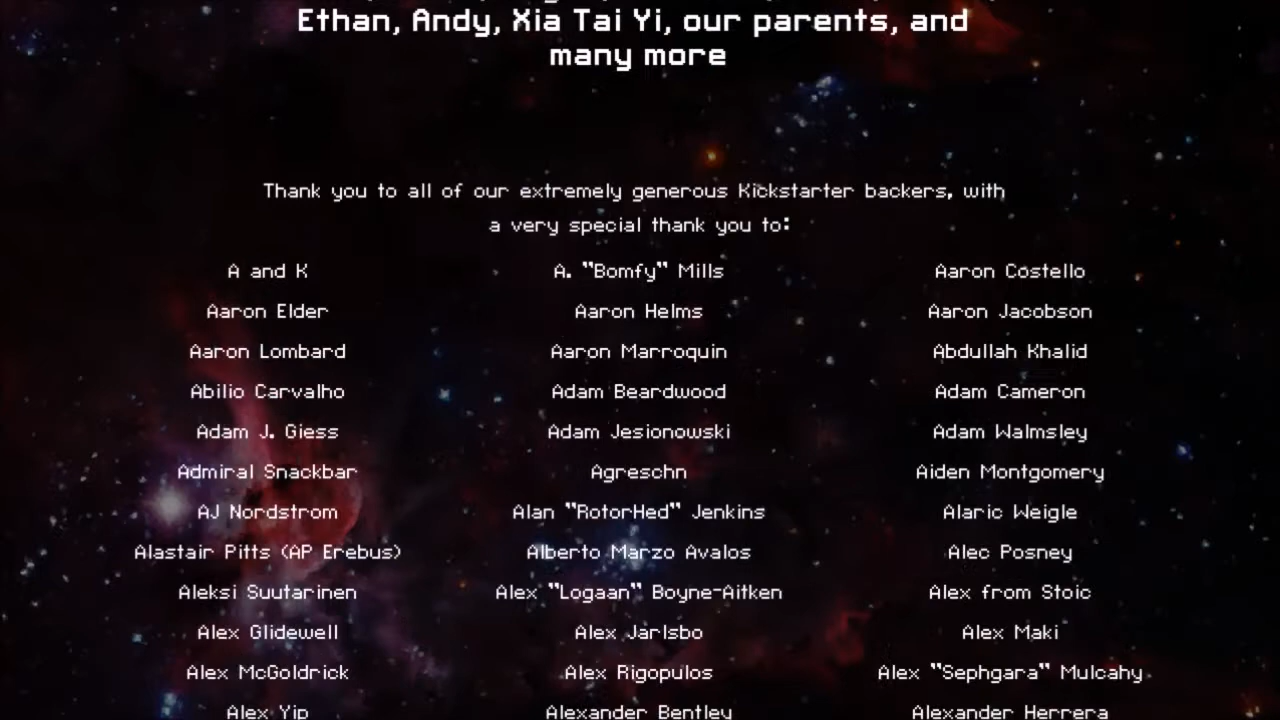 Ethan, Andy, Xia Tai Yi, our parents, and
many more
Thank you to all of our extremely generous Kickstarter backers, with
a very special thank you to:
A and K A. "Bomfy" Mills Aaron Costello
Aaron Elder Aaron Helms Aaron Jacobson
Aaron Lombard Aaron Marroquin Abdullah Khalid
Abilio Carvalho Adam Beardwood Adam Cameron
Adam J. Giess Adam Jesionowski Adam Walmsley
Admiral Snackbar Agreschn Aiden Montgomery
AJ Nordstrom Alan "RotorHed" Jenkins Alaric Weigle
Alastair Pitts (AP Erebus) Alberto Marzo Avalos Alec Posney
Aleksi Suutarinen Alex "Logaan" Boyne-Aitken Alex from Stoic
Alex Glidewell Alex Jarlsbo Alex Maki
Alex McGoldrick Alex Rigopulos Alex "Sephgara" Mulcahy
Alex Yip Alexander Bentley Alexander Herrera